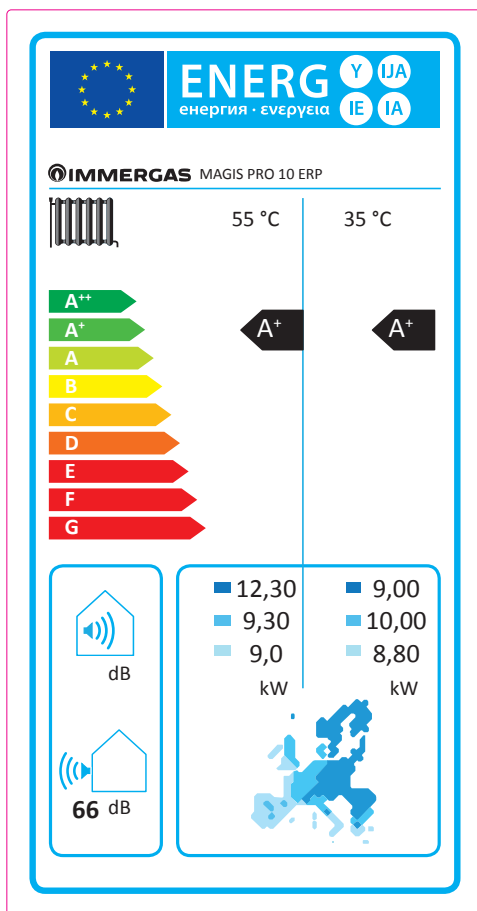 ENERG Y IJA
енергия · ενεργεια IE IA
IMMERGAS MAGIS PRO 10 ERP
55 °C 35 °C
A++
A+ A+ A+
A
B
C
D
E
F
G
12,30 9,00
9,30 10,00
9,0 8,80
kW kW
dB
66 dB